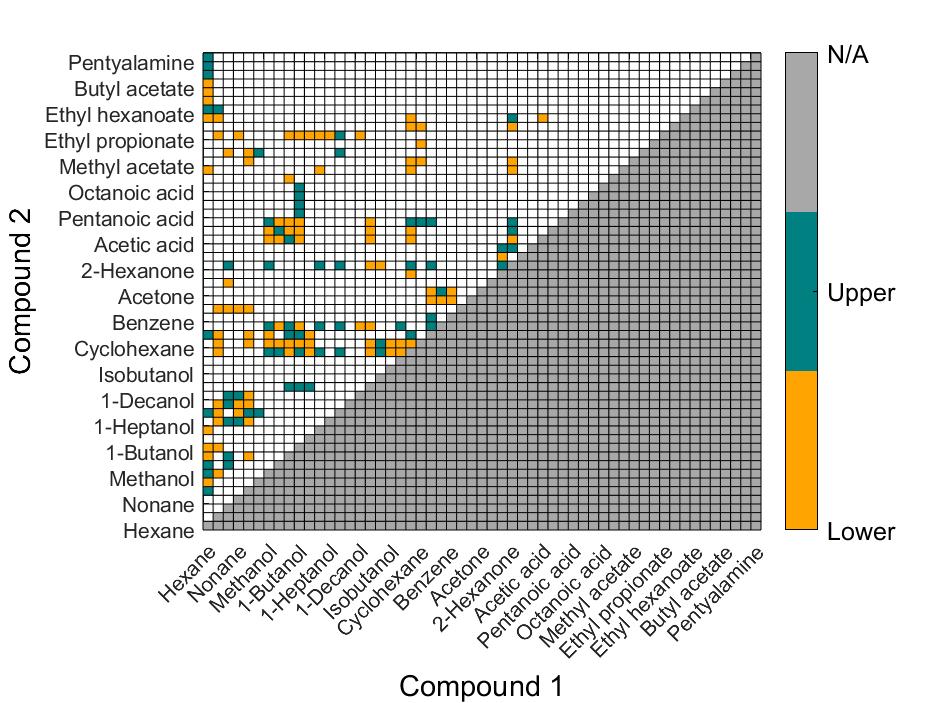 N/A
Pentyalamine
Butyl acetate
Ethyl hexanoate
Ethyl propionate
Methyl acetate
Octanoic acid
Pentanoic acid
Acetic acid
2-Hexanone
Acetone
Benzene
Cyclohexane
Isobutanol
1-Decanol
1-Heptanol
1-Butanol
Methanol
Nonane
Hexane
Compound 2
Upper
Lower
Hexane
Nonane
Methanol
1-Butanol
1-Heptanol
1-Decanol
Isobutanol
Cyclohexane
Benzene
Acetone
2-Hexanone
Acetic acid
Pentanoic acid
Octanoic acid
Methyl acetate
Ethyl propionate
Ethyl hexanoate
Butyl acetate
Pentyalamine
Compound 1